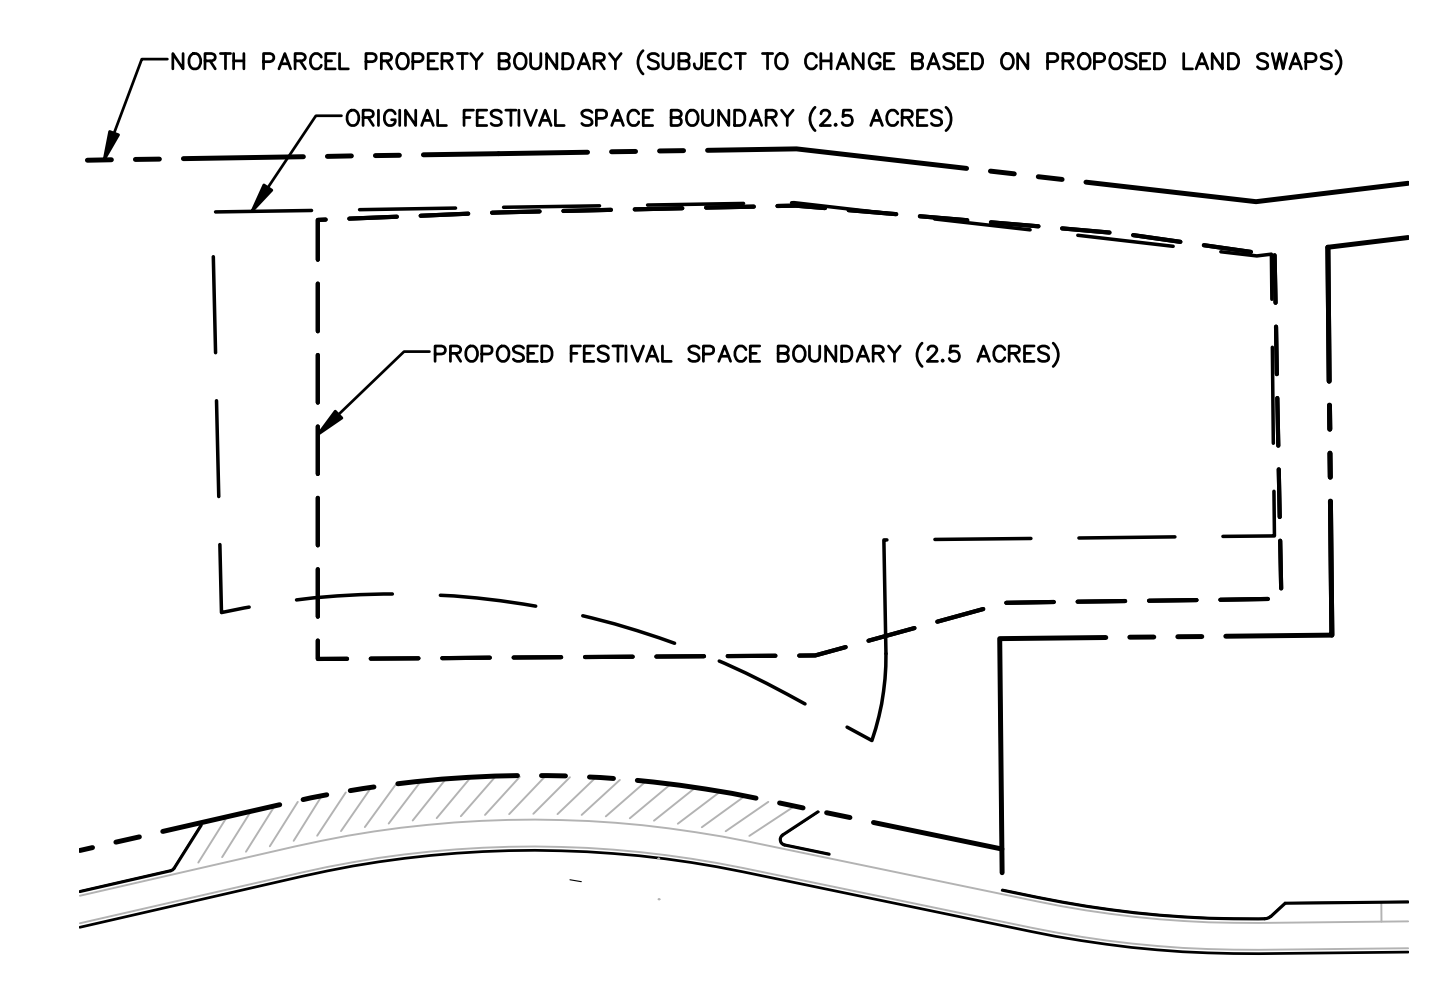 NORTH PARCEL PROPERTY BOUNDARY (SUBJECT TO CHANGE BASED ON PROPOSED LAND SWAPS)
ORIGINAL FESTIVAL SPACE BOUNDARY (2.5 ACRES)
PROPOSED FESTIVAL SPACE BOUNDARY (2.5 ACRES)